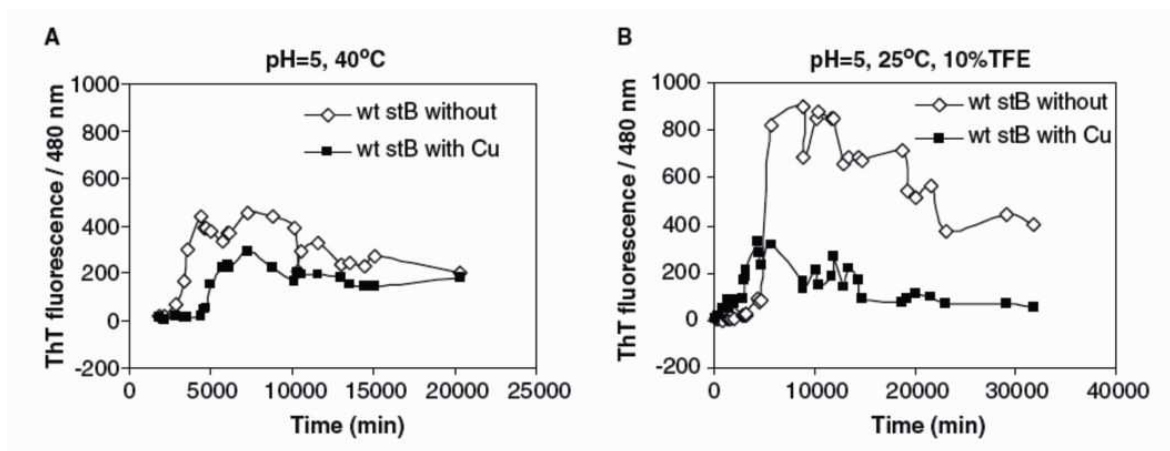 A
pH=5, 40ºC
ThT fluorescence / 480 nm
1000
800
600
400
200
0
-200
wt stB without
wt stB with Cu
0 5000 10000 15000 20000 25000
Time (min)
B
pH=5, 25ºC, 10%TFE
ThT fluorescence / 480 nm
1000
800
600
400
200
0
-200
wt stB without
wt stB with Cu
0 10000 20000 30000 40000
Time (min)